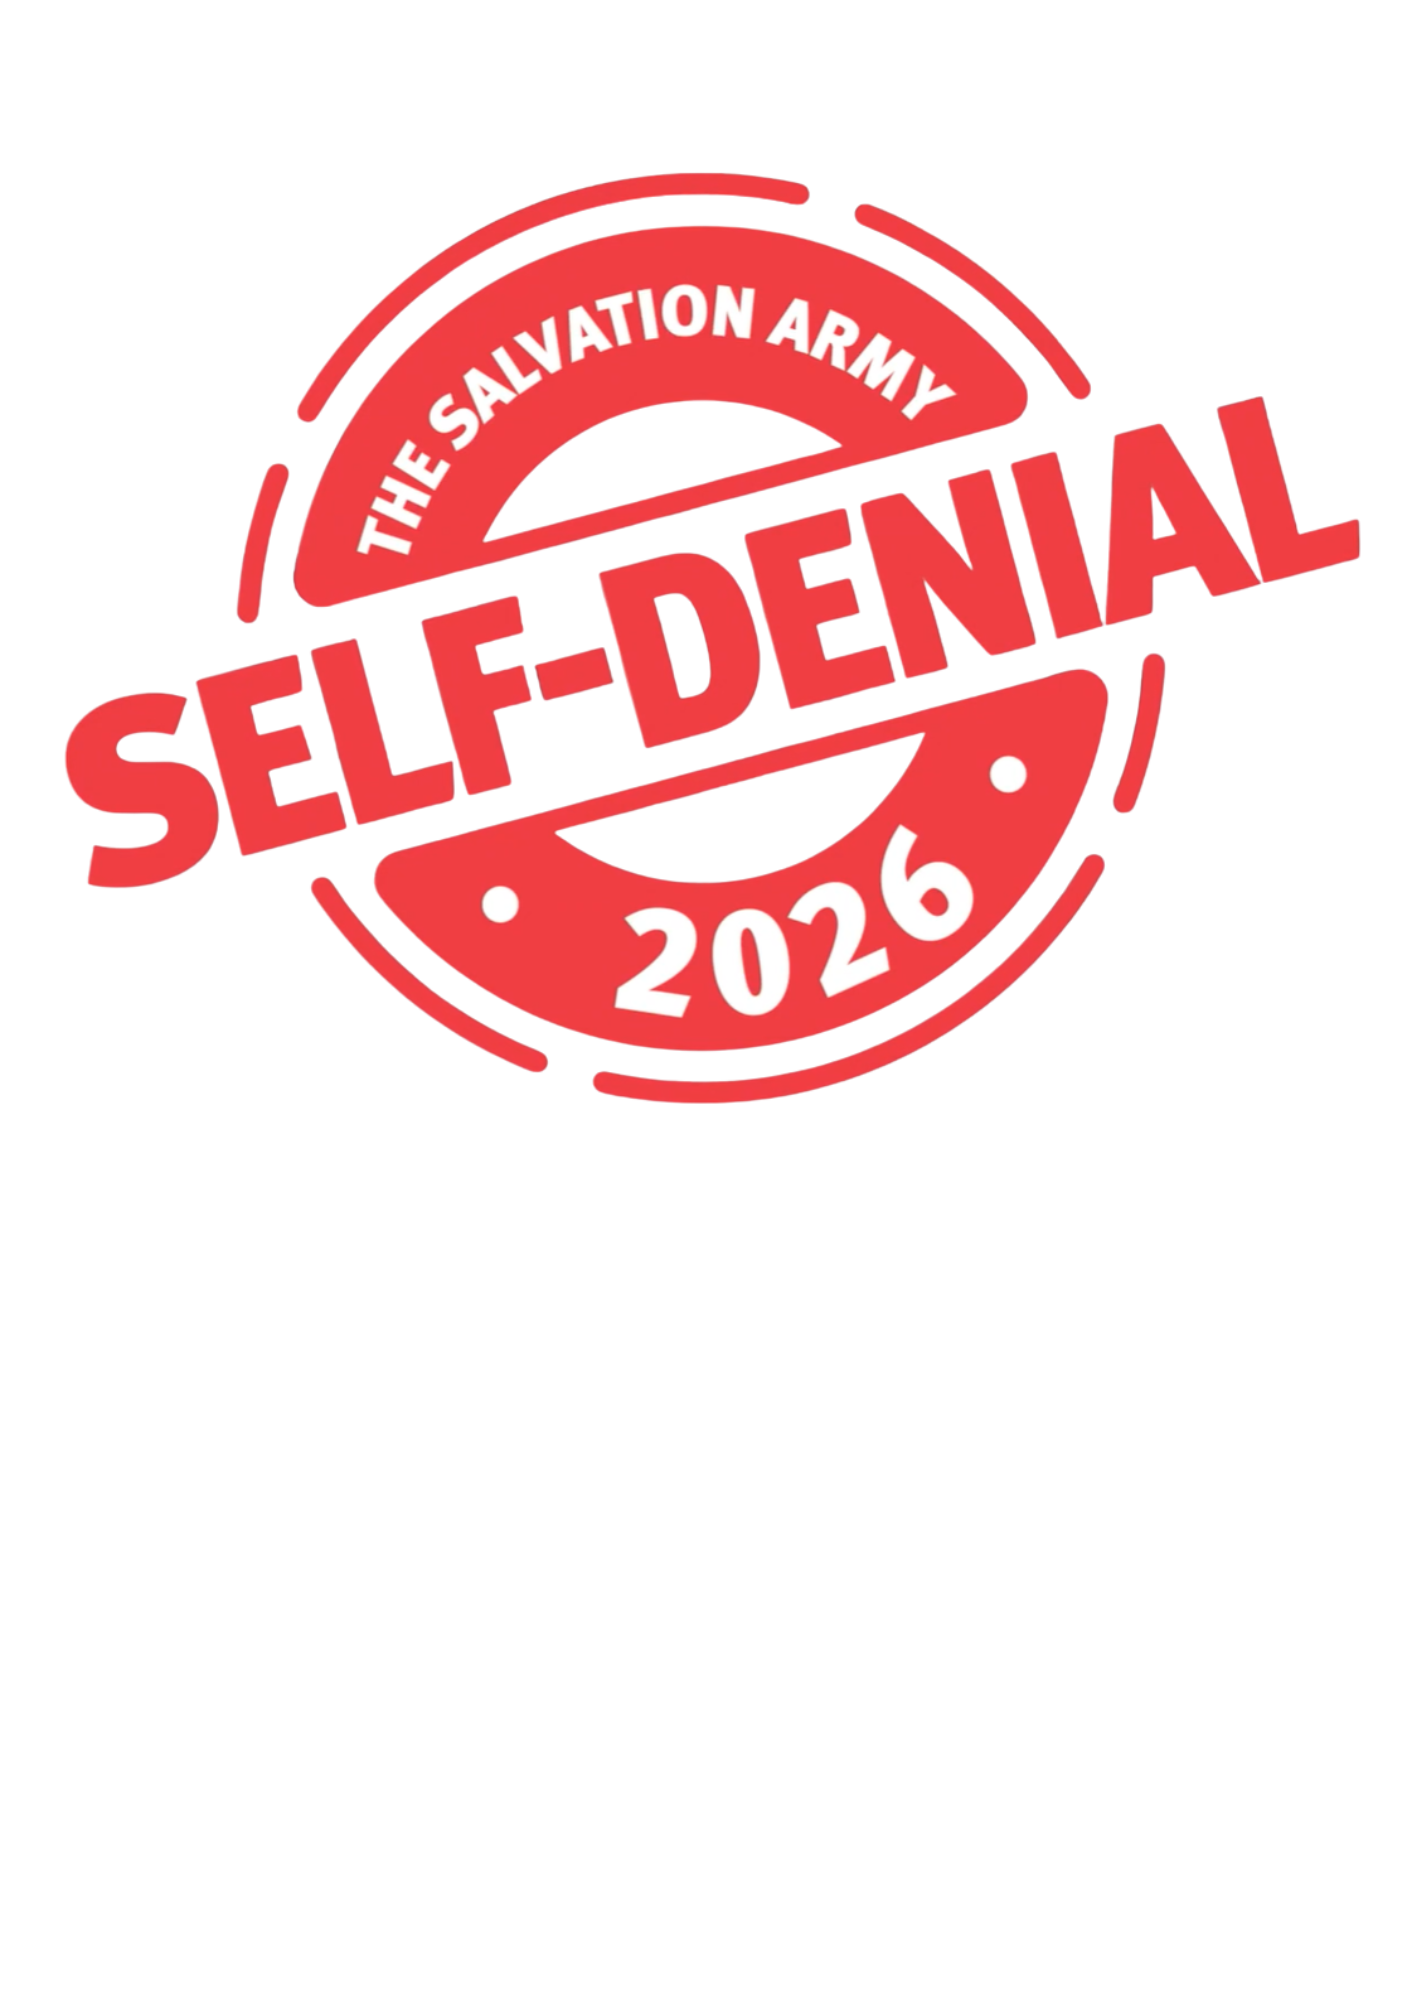 THE SALVATION ARMY
SELF-DENIAL
2026